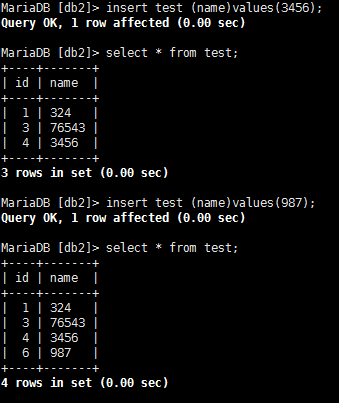 MariaDB [db2]> insert test (name)values(3456);
Query OK, 1 row affected (0.00 sec)
MariaDB [db2]> select * from test;
+----+-------+
| id | name  |
+----+-------+
|  1 | 324   |
|  3 | 76543 |
|  4 | 3456  |
+----+-------+
3 rows in set (0.00 sec)
MariaDB [db2]> insert test (name)values(987);
Query OK, 1 row affected (0.00 sec)
MariaDB [db2]> select * from test;
+----+-------+
| id | name  |
+----+-------+
|  1 | 324   |
|  3 | 76543 |
|  4 | 3456  |
|  6 | 987   |
+----+-------+
4 rows in set (0.00 sec)